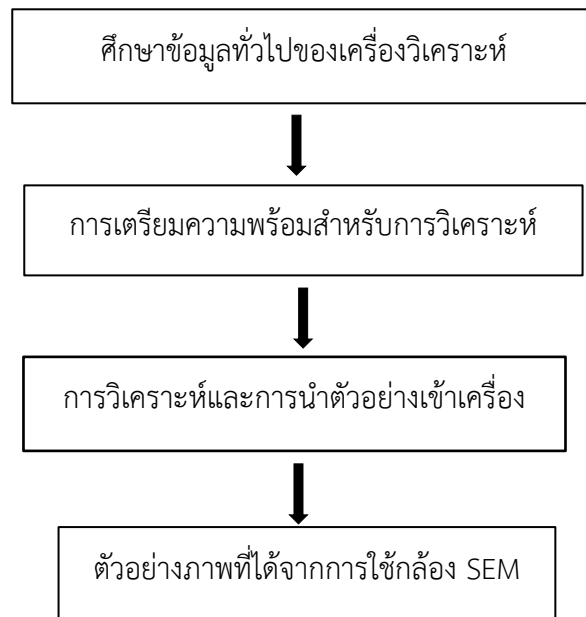 ศึกษาข้อมูลทั่วไปของเครื่องวิเคราะห์
การเตรียมความพร้อมสำหรับการวิเคราะห์
การวิเคราะห์และการนำตัวอย่างเข้าเครื่อง
ตัวอย่างภาพที่ได้จากการใช้กล้อง SEM